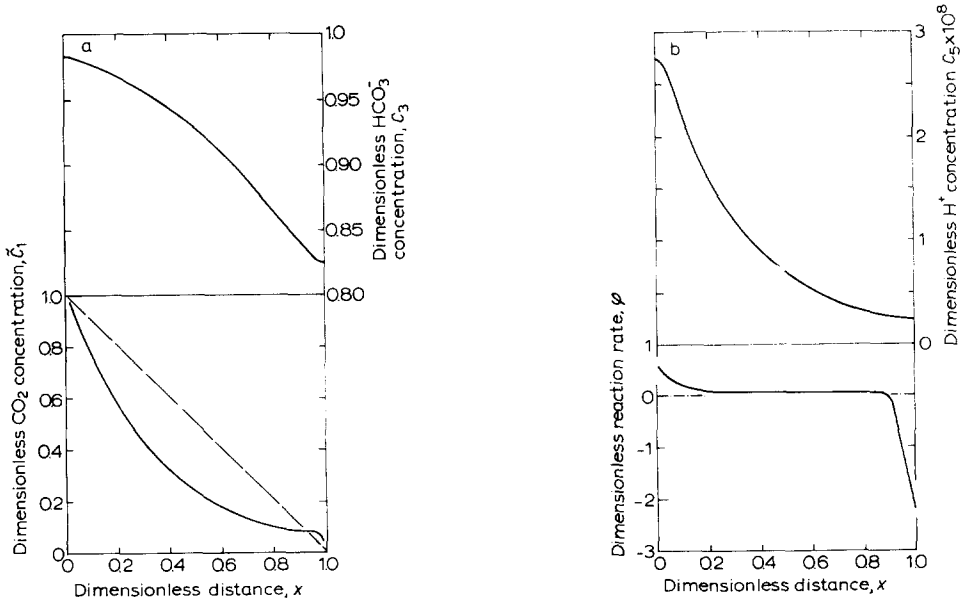 a
1.0
0.95
0.90
0.85
0.80
Dimensionless HCO₃⁻
concentration, C₃
Dimensionless CO₂ concentration, C̃₁
1.0
0.8
0.6
0.4
0.2
0
0 0.2 0.4 0.6 0.8 1.0
Dimensionless distance, x
b
3
2
1
0
Dimensionless H⁺ concentration C₅x10⁸
Dimensionless reaction rate, φ
1
0
-1
-2
-3
0 0.2 0.4 0.6 0.8 1.0
Dimensionless distance, x